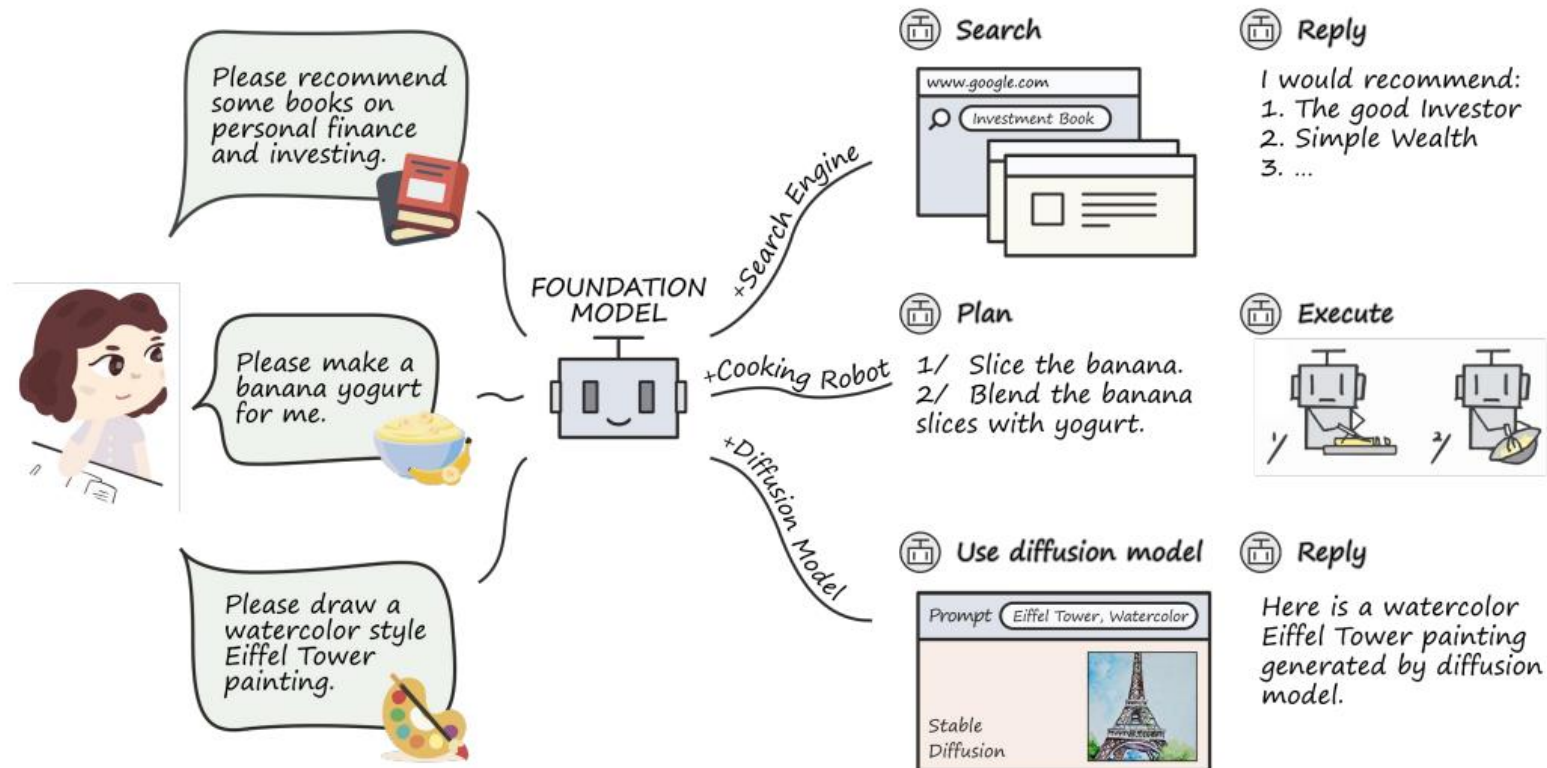 Please recommend
some books on
personal finance
and investing.
Please make a
banana yogurt
for me.
Please draw a
watercolor style
Eiffel Tower
painting.
FOUNDATION
MODEL
+Search Engine
+Cooking Robot
+Diffusion Model
Search
www.google.com
Investment Book
Reply
I would recommend:
1. The good Investor
2. Simple Wealth
3. ...
Plan
1/ Slice the banana.
2/ Blend the banana
slices with yogurt.
Execute
1/
2/
Use diffusion model
Prompt Eiffel Tower, Watercolor
Stable
Diffusion
Reply
Here is a watercolor
Eiffel Tower painting
generated by diffusion
model.